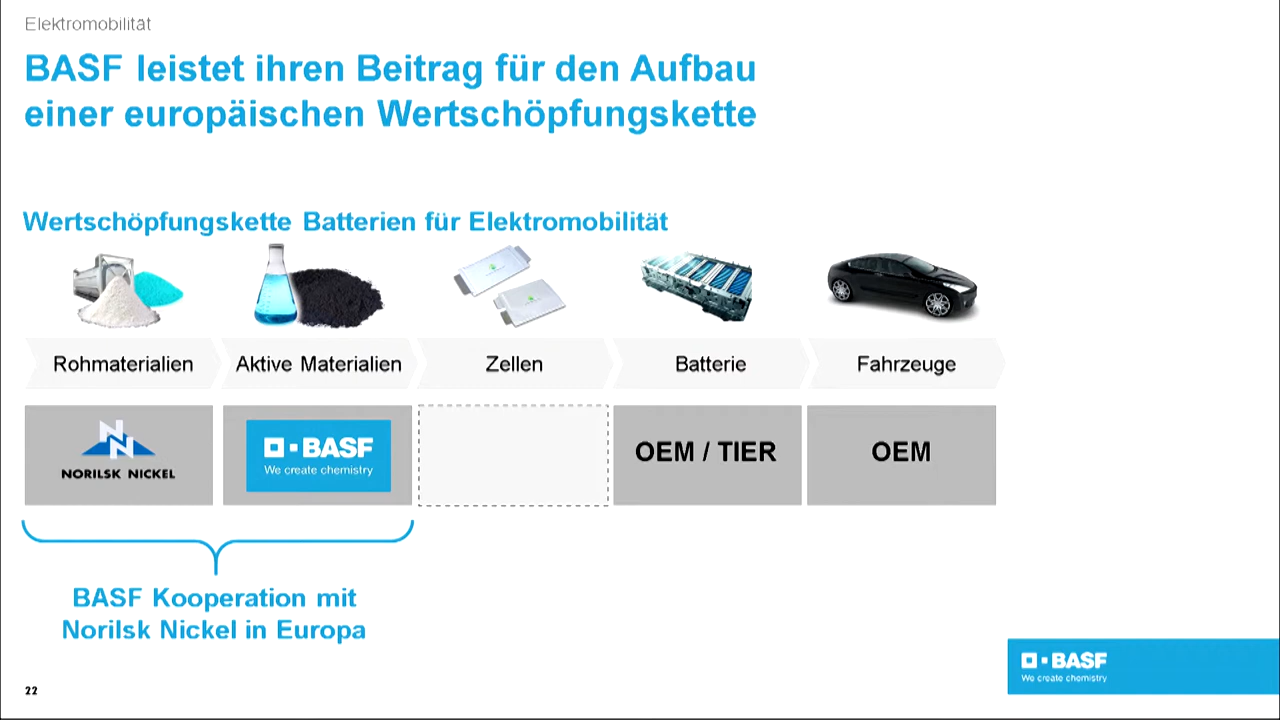 Elektromobilität
BASF leistet ihren Beitrag für den Aufbau
einer europäischen Wertschöpfungskette
Wertschöpfungskette Batterien für Elektromobilität
Rohmaterialien
Aktive Materialien
Zellen
Batterie
Fahrzeuge
NORILSK NICKEL
BASF
We create chemistry
OEM / TIER
OEM
BASF Kooperation mit
Norilsk Nickel in Europa
BASF
We create chemistry
22